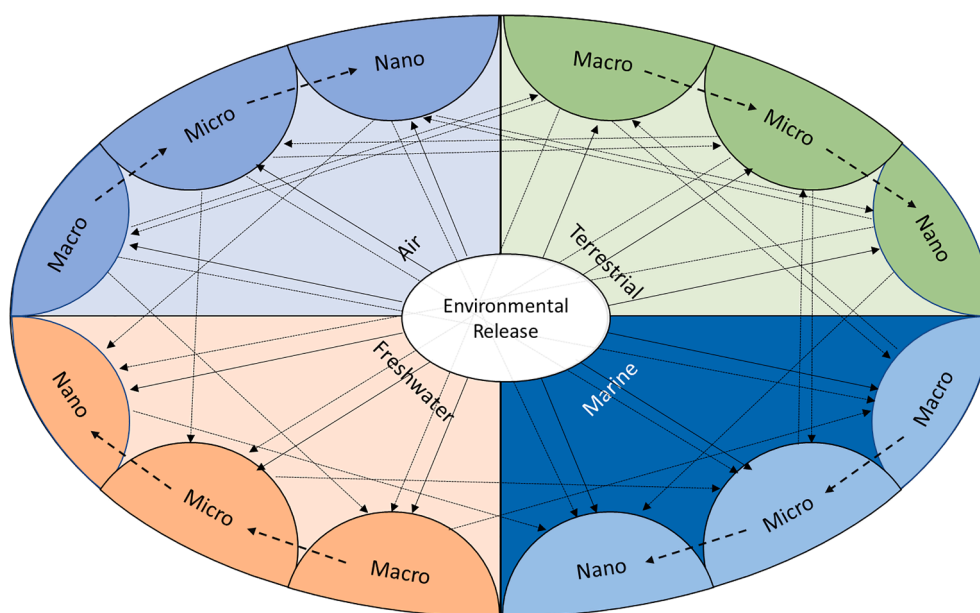 Nano
Macro
Micro
Micro
Macro
Nano
Air
Terrestrial
Environmental
Release
Freshwater
Marine
Nano
Macro
Micro
Micro
Macro
Nano